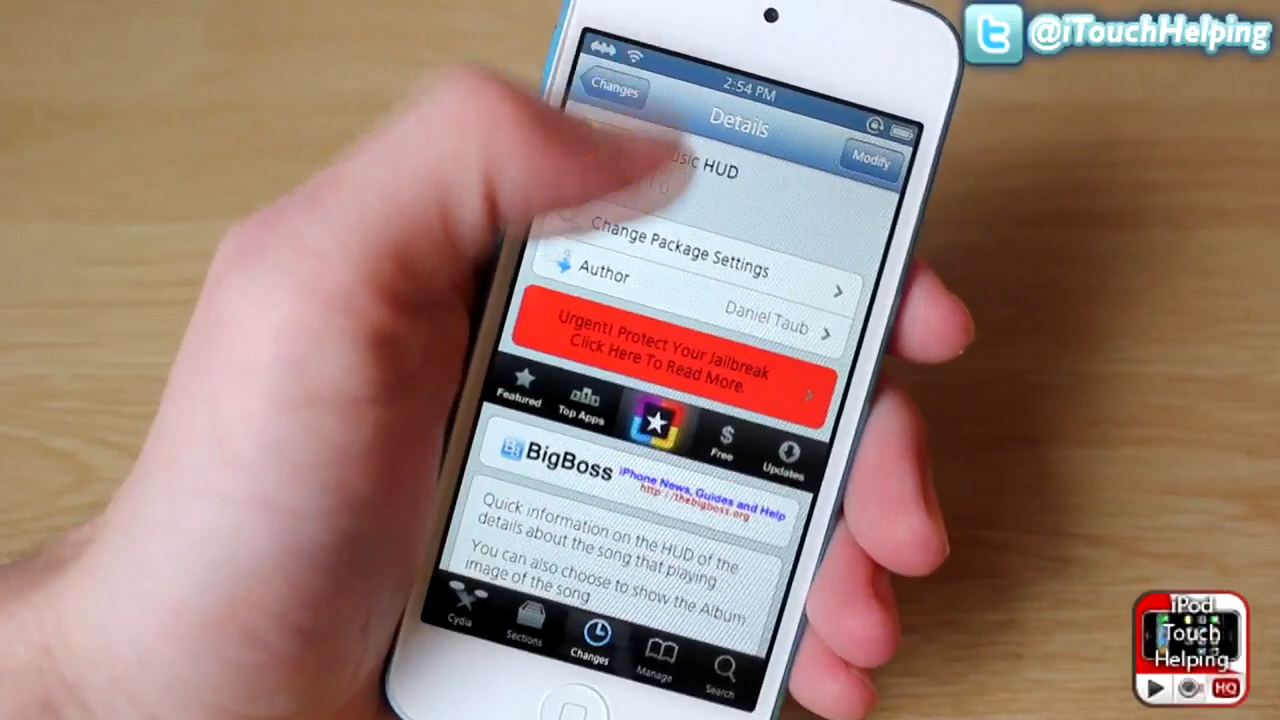 @iTouchHelping
2:54 PM
Changes
Details
Modify
HUD
1.0
Change Package Settings
Author
Daniel Taub
Urgent! Protect Your Jailbreak
Click Here To Read More.
Featured
Top Apps
Free
Updates
BigBoss
iPhone News, Guides and Help
http://thebigboss.org
Quick information on the HUD of the
details about the song that playing
You can also choose to show the Album
image of the song
Cydia
Sections
Changes
Manage
Search
iPod
Touch
Helping
HQ